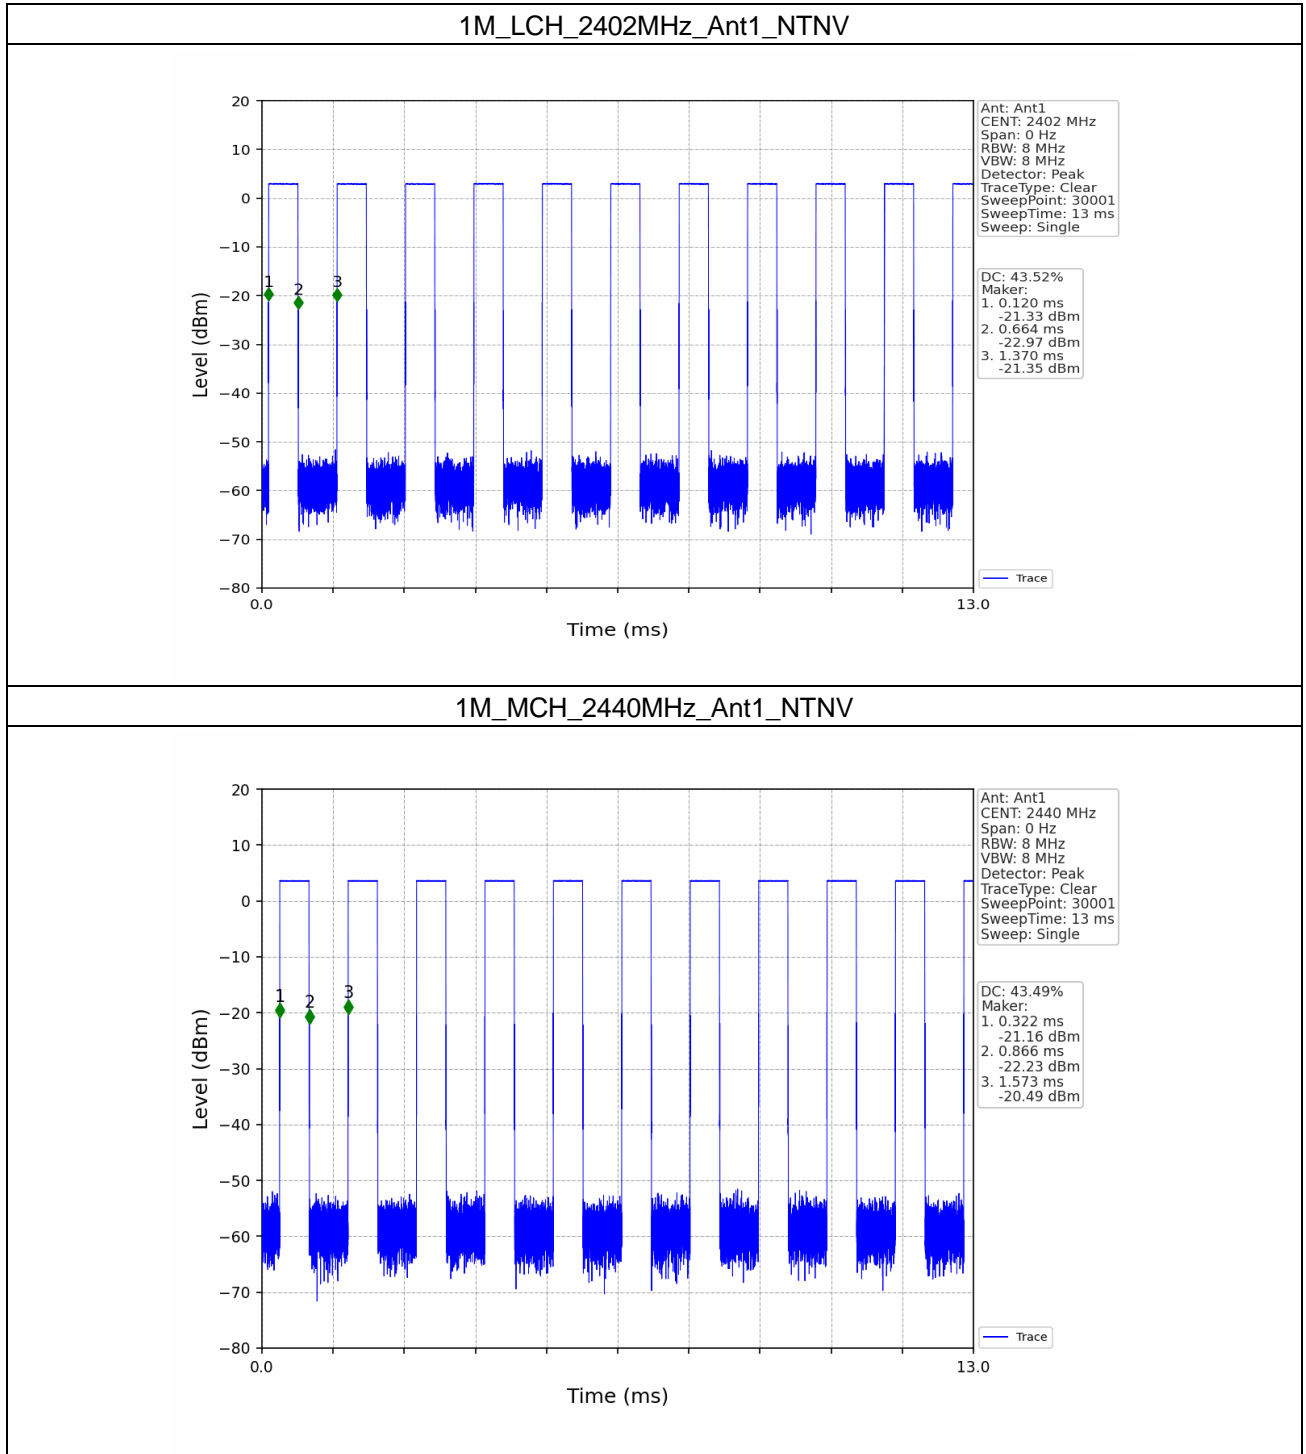 1M_LCH_2402MHz_Ant1_NTNV
20
10
0
−10
−20
−30
−40
−50
−60
−70
−80
Level (dBm)
1
2
3
0.0
13.0
Time (ms)
Ant: Ant1
CENT: 2402 MHz
Span: 0 Hz
RBW: 8 MHz
VBW: 8 MHz
Detector: Peak
TraceType: Clear
SweepPoint: 30001
SweepTime: 13 ms
Sweep: Single
DC: 43.52%
Maker:
1. 0.120 ms
-21.33 dBm
2. 0.664 ms
-22.97 dBm
3. 1.370 ms
-21.35 dBm
Trace
1M_MCH_2440MHz_Ant1_NTNV
20
10
0
−10
−20
−30
−40
−50
−60
−70
−80
Level (dBm)
1
2
3
0.0
13.0
Time (ms)
Ant: Ant1
CENT: 2440 MHz
Span: 0 Hz
RBW: 8 MHz
VBW: 8 MHz
Detector: Peak
TraceType: Clear
SweepPoint: 30001
SweepTime: 13 ms
Sweep: Single
DC: 43.49%
Maker:
1. 0.322 ms
-21.16 dBm
2. 0.866 ms
-22.23 dBm
3. 1.573 ms
-20.49 dBm
Trace